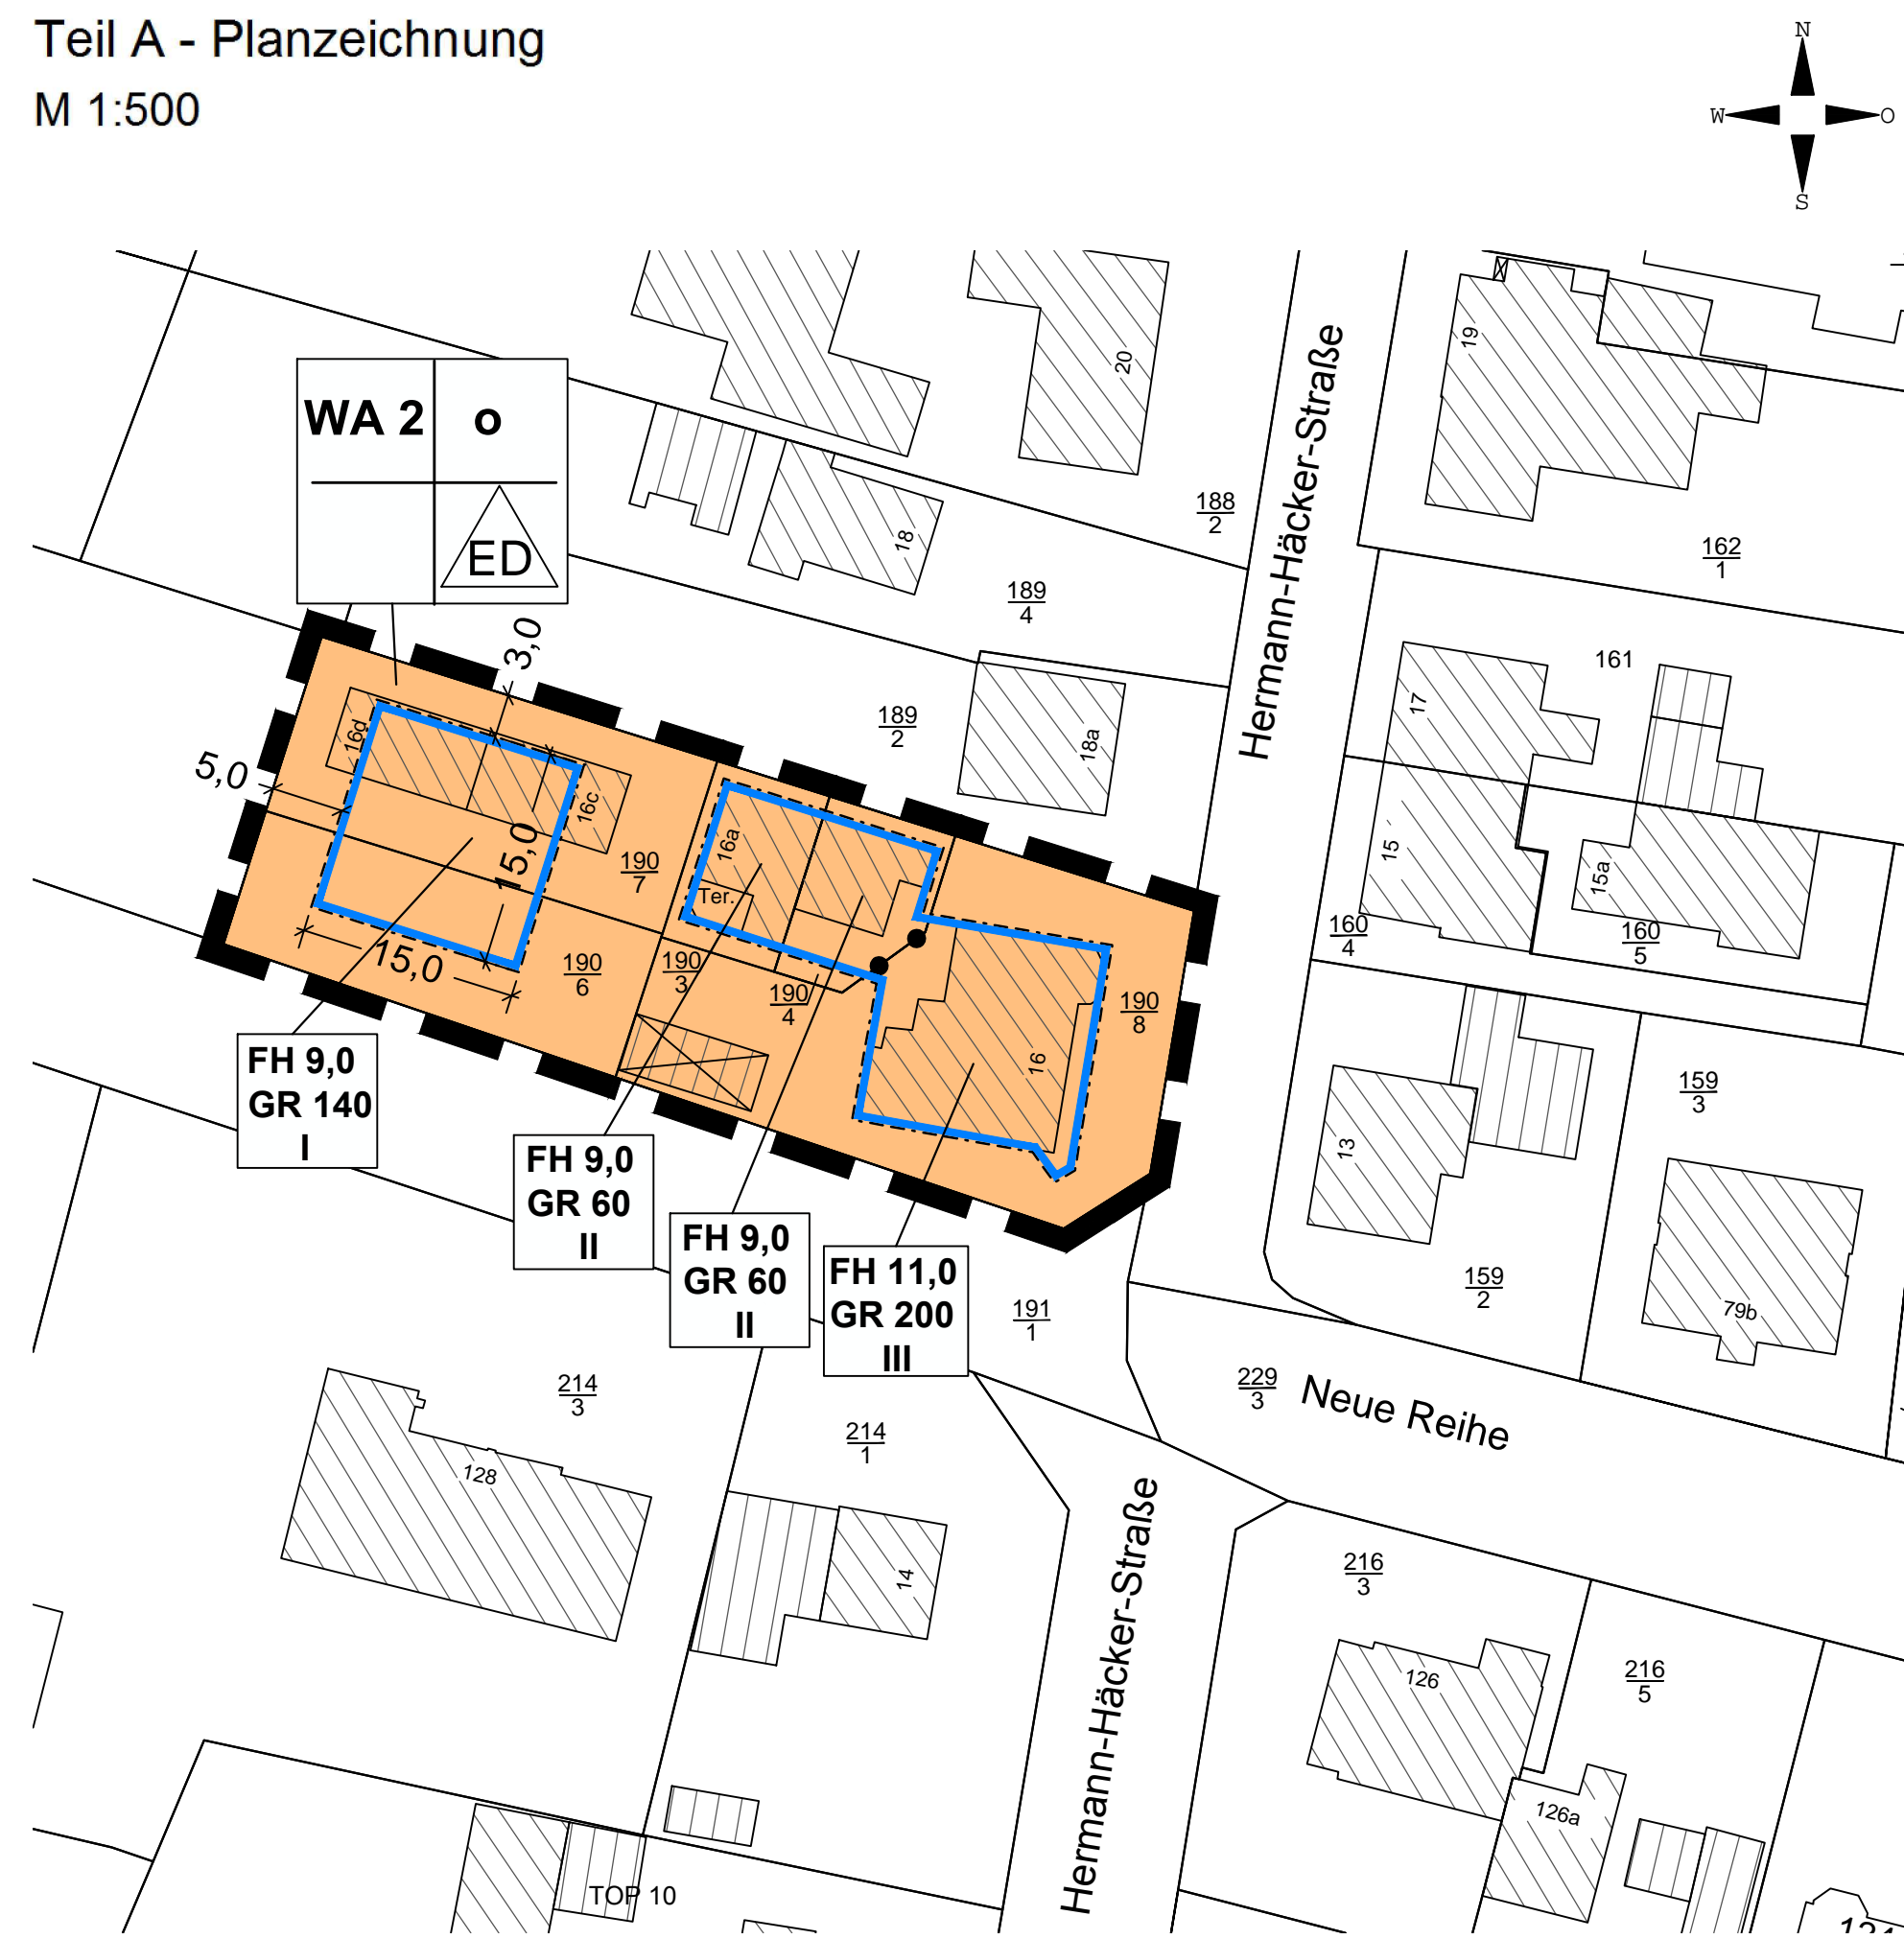 Teil A - Planzeichnung
M 1:500
N
W
O
S
WA 2
o
ED
20
19
18
Hermann-Häcker-Straße
188
2
162
1
189
4
161
3,0
189
2
18a
17
5,0
16d
16c
15,0
190
7
16a
Ter.
15
15a
160
4
160
5
15,0
190
6
190
3
190
4
190
8
16
FH 9,0
GR 140
I
FH 9,0
GR 60
II
FH 9,0
GR 60
II
FH 11,0
GR 200
III
159
3
13
159
2
79b
191
1
229
3
Neue Reihe
214
3
214
1
128
14
Hermann-Häcker-Straße
216
3
126
216
5
126a
TOP 10